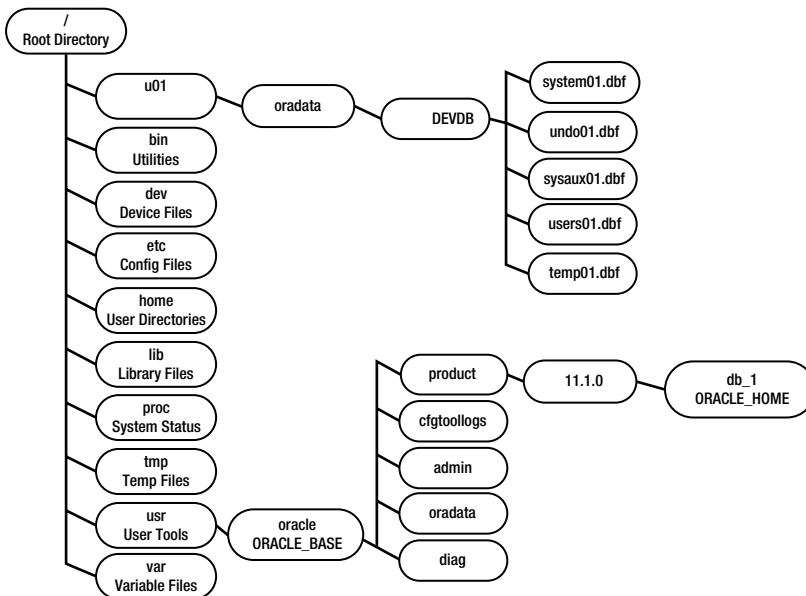 /
Root Directory
u01
oradata
DEVDB
system01.dbf
undo01.dbf
sysaux01.dbf
users01.dbf
temp01.dbf
bin
Utilities
dev
Device Files
etc
Config Files
home
User Directories
lib
Library Files
proc
System Status
tmp
Temp Files
usr
User Tools
oracle
ORACLE_BASE
product
11.1.0
db_1
ORACLE_HOME
cfgtoollogs
admin
oradata
diag
var
Variable Files